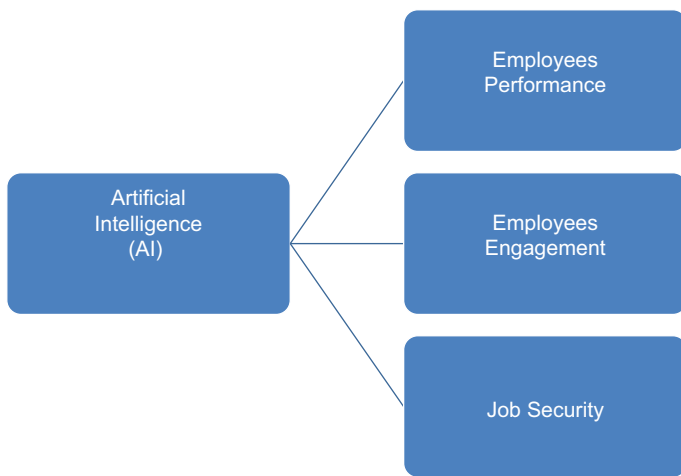 Employees
Performance
Artificial
Intelligence
(AI)
Employees
Engagement
Job Security